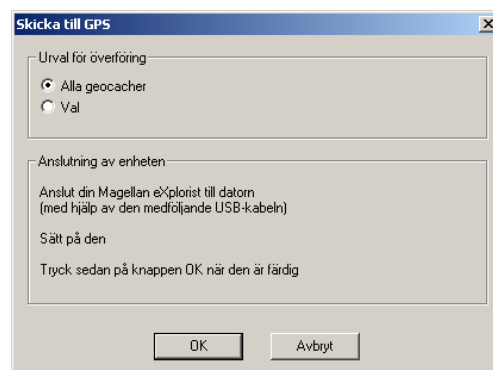 Skicka till GPS
Urval för överföring
Alla geocacher
Val
Anslutning av enheten
Anslut din Magellan eXplorist till datorn
(med hjälp av den medföljande USB-kabeln)
Sätt på den
Tryck sedan på knappen OK när den är färdig
OK
Avbryt